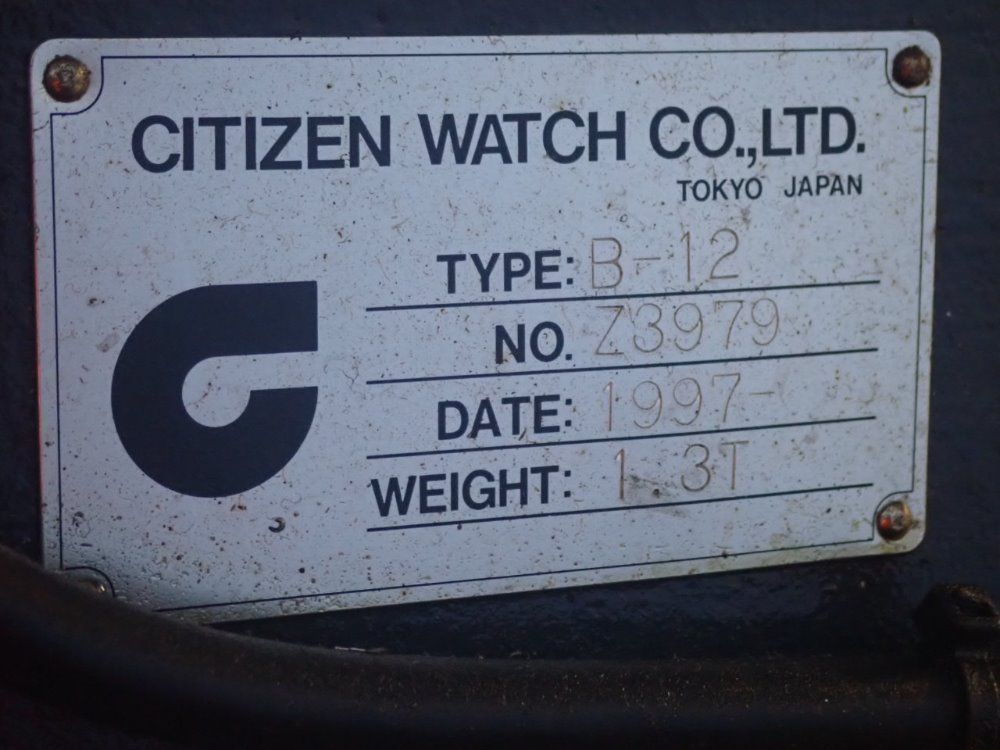 CITIZEN WATCH CO.,LTD.
TOKYO JAPAN
TYPE: B-12
NO. Z3979
DATE: 1997-
WEIGHT: 1.3T